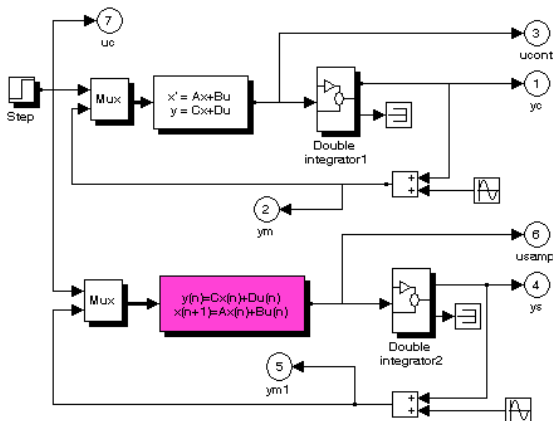 7
uc
3
ucont
Step
Mux
x' = Ax+Bu
y = Cx+Du
Double
integrator1
1
yc
+
+
2
ym
6
usamp
Mux
y(n)=Cx(n)+Du(n)
x(n+1)=Ax(n)+Bu(n)
Double
integrator2
4
ys
5
ym1
+
+